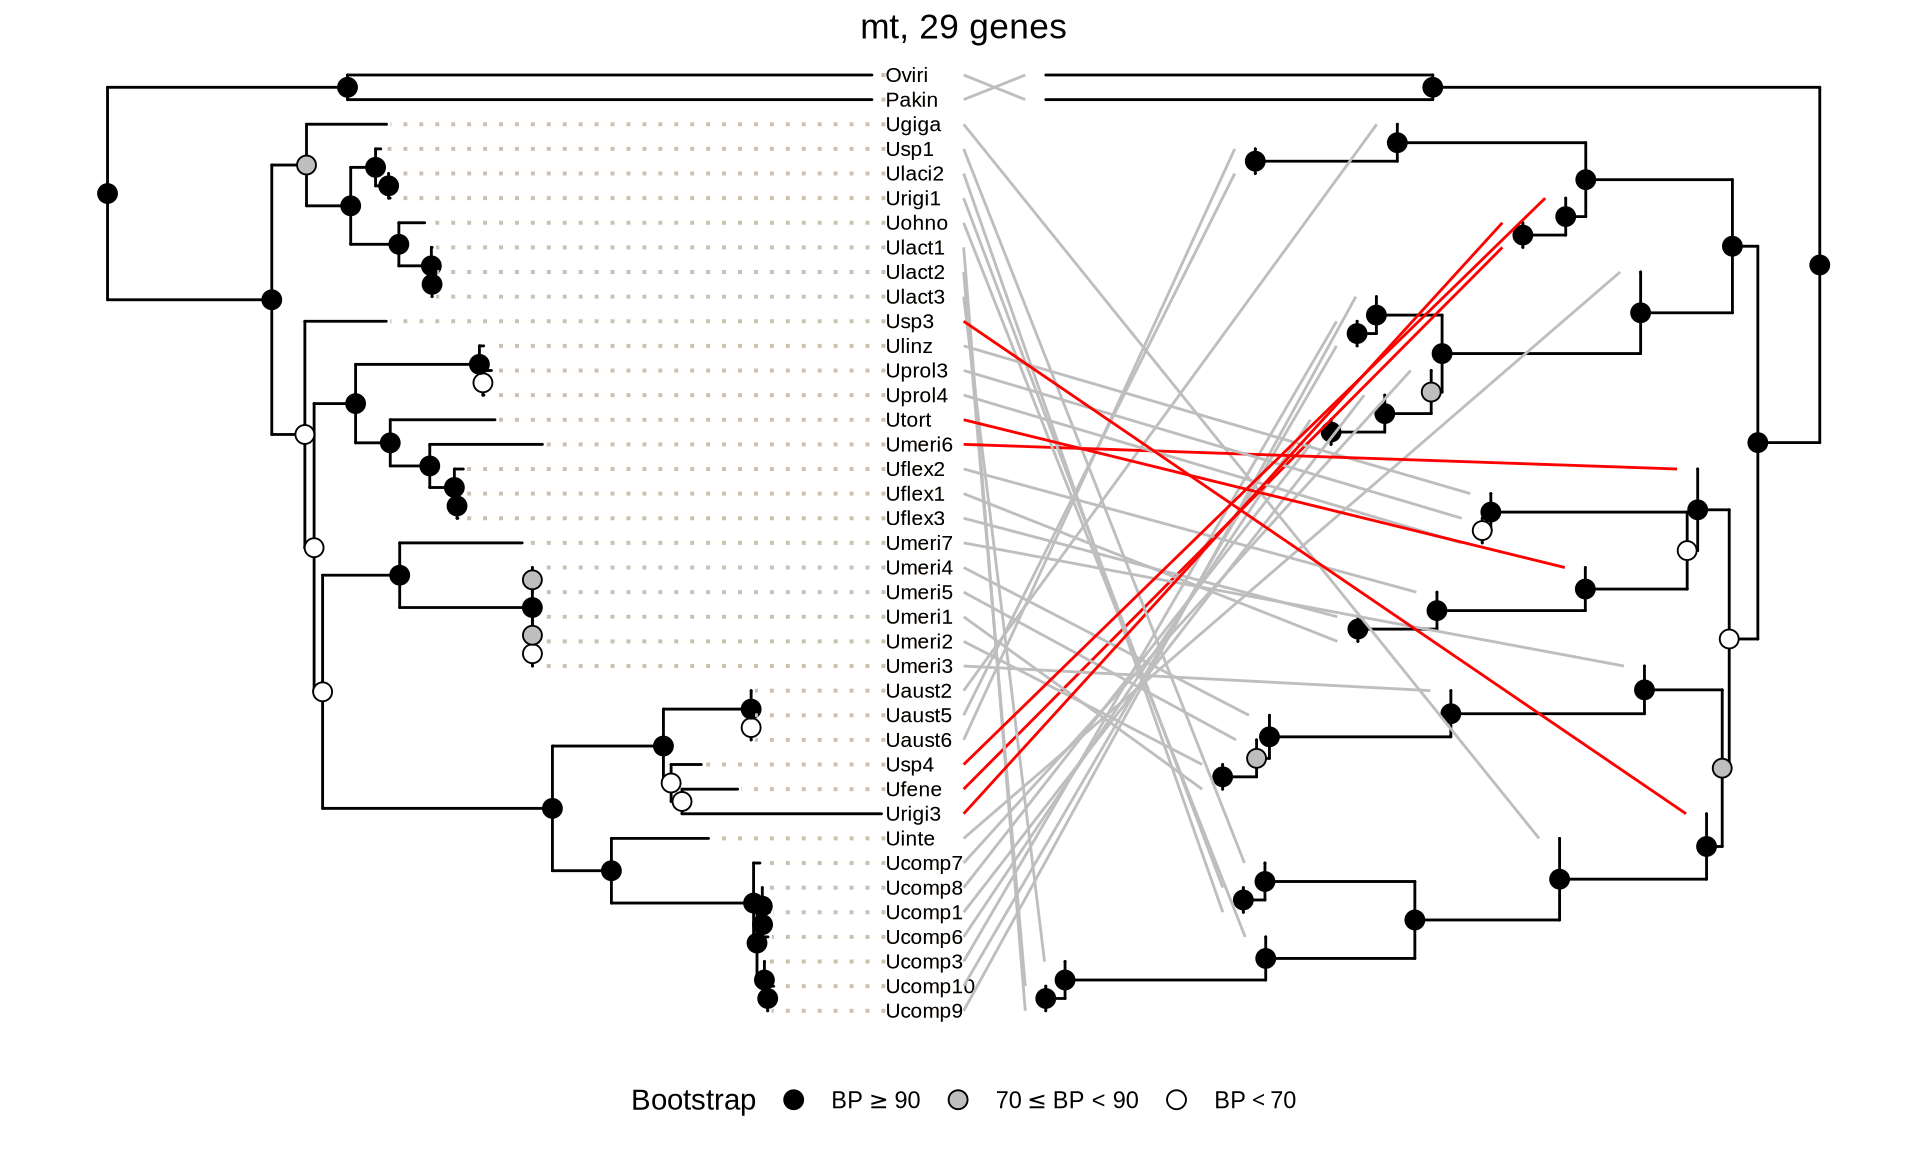 mt, 29 genes
Oviri
Pakin
Ugiga
Usp1
Ulaci2
Urigi1
Uohno
Ulact1
Ulact2
Ulact3
Usp3
Ulinz
Uprol3
Uprol4
Utort
Umeri6
Uflex2
Uflex1
Uflex3
Umeri7
Umeri4
Umeri5
Umeri1
Umeri2
Umeri3
Uaust2
Uaust5
Uaust6
Usp4
Ufene
Urigi3
Uinte
Ucomp7
Ucomp8
Ucomp1
Ucomp6
Ucomp3
Ucomp10
Ucomp9
Bootstrap BP ≥ 90 70 ≤ BP < 90 BP < 70